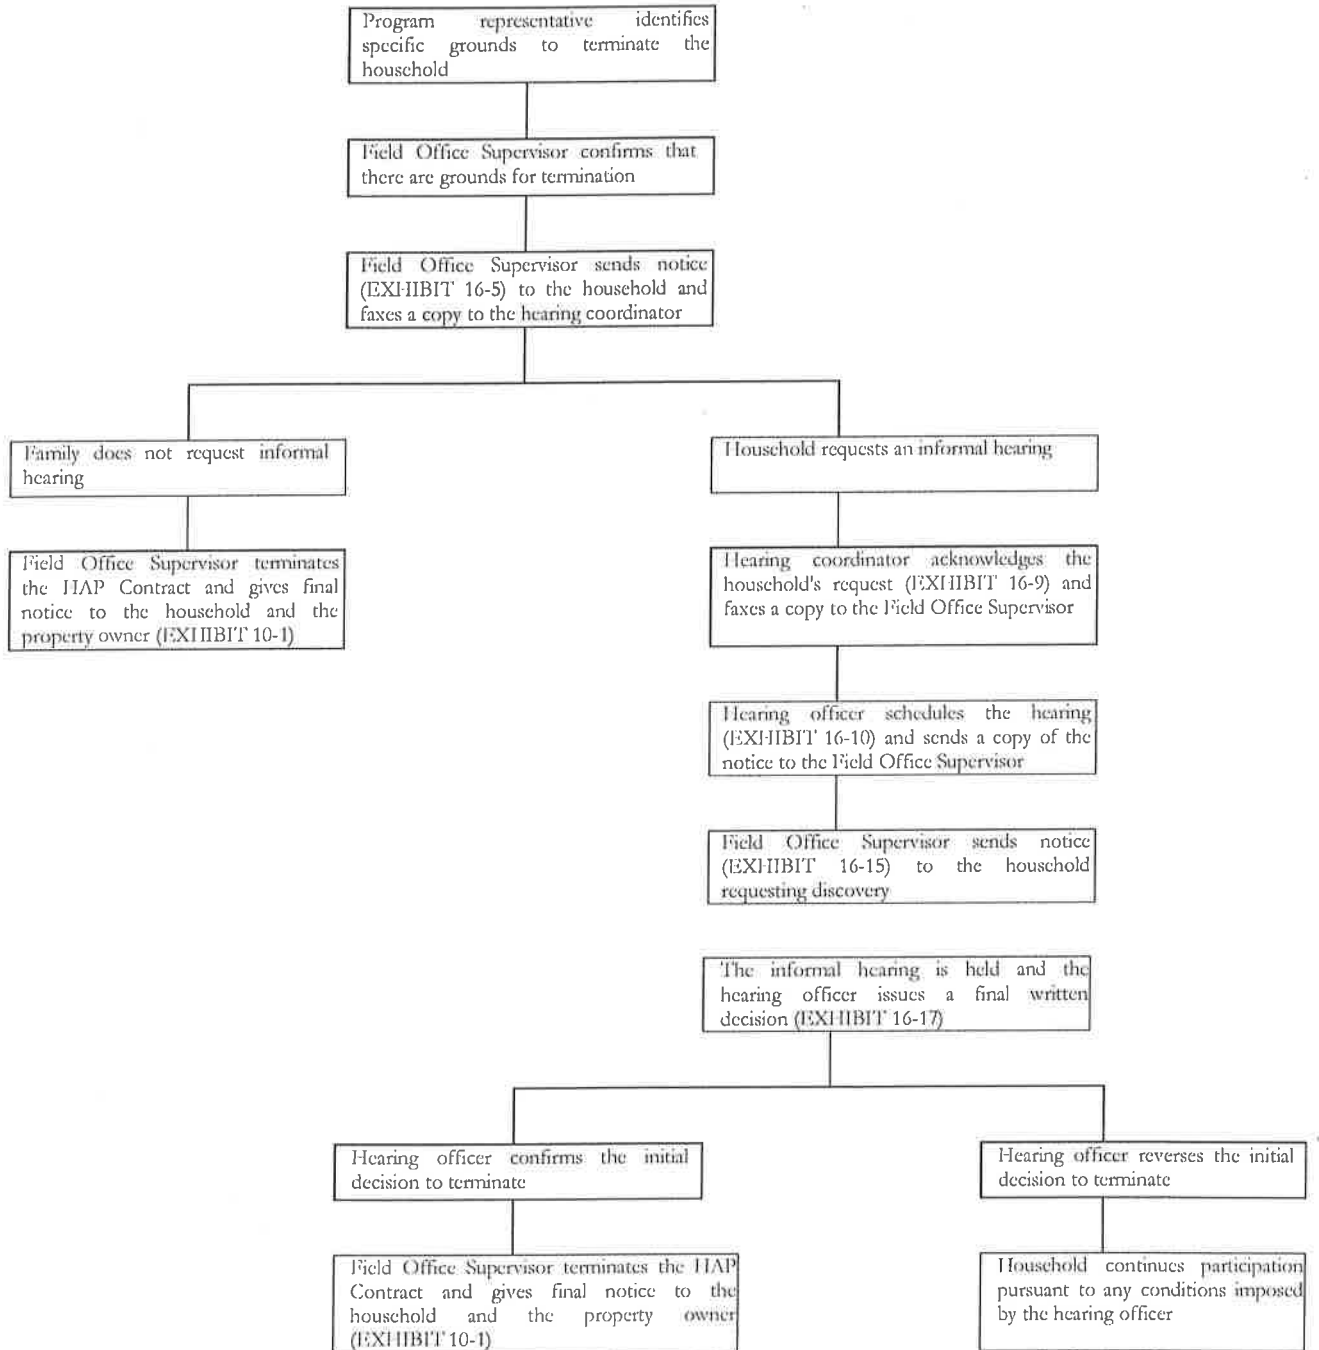 Program representative identifies
specific grounds to terminate the
household
Field Office Supervisor confirms that
there are grounds for termination
Field Office Supervisor sends notice
(EXHIBIT 16-5) to the household and
faxes a copy to the hearing coordinator
Family does not request informal
hearing
Field Office Supervisor terminates
the HAP Contract and gives final
notice to the household and the
property owner (EXHIBIT 10-1)
Household requests an informal hearing
Hearing coordinator acknowledges the
household's request (EXHIBIT 16-9) and
faxes a copy to the Field Office Supervisor
Hearing officer schedules the hearing
(EXHIBIT 16-10) and sends a copy of the
notice to the Field Office Supervisor
Field Office Supervisor sends notice
(EXHIBIT 16-15) to the household
requesting discovery
The informal hearing is held and the
hearing officer issues a final written
decision (EXHIBIT 16-17)
Hearing officer confirms the initial
decision to terminate
Field Office Supervisor terminates the HAP
Contract and gives final notice to the
household and the property owner
(EXHIBIT 10-1)
Hearing officer reverses the initial
decision to terminate
Household continues participation
pursuant to any conditions imposed
by the hearing officer